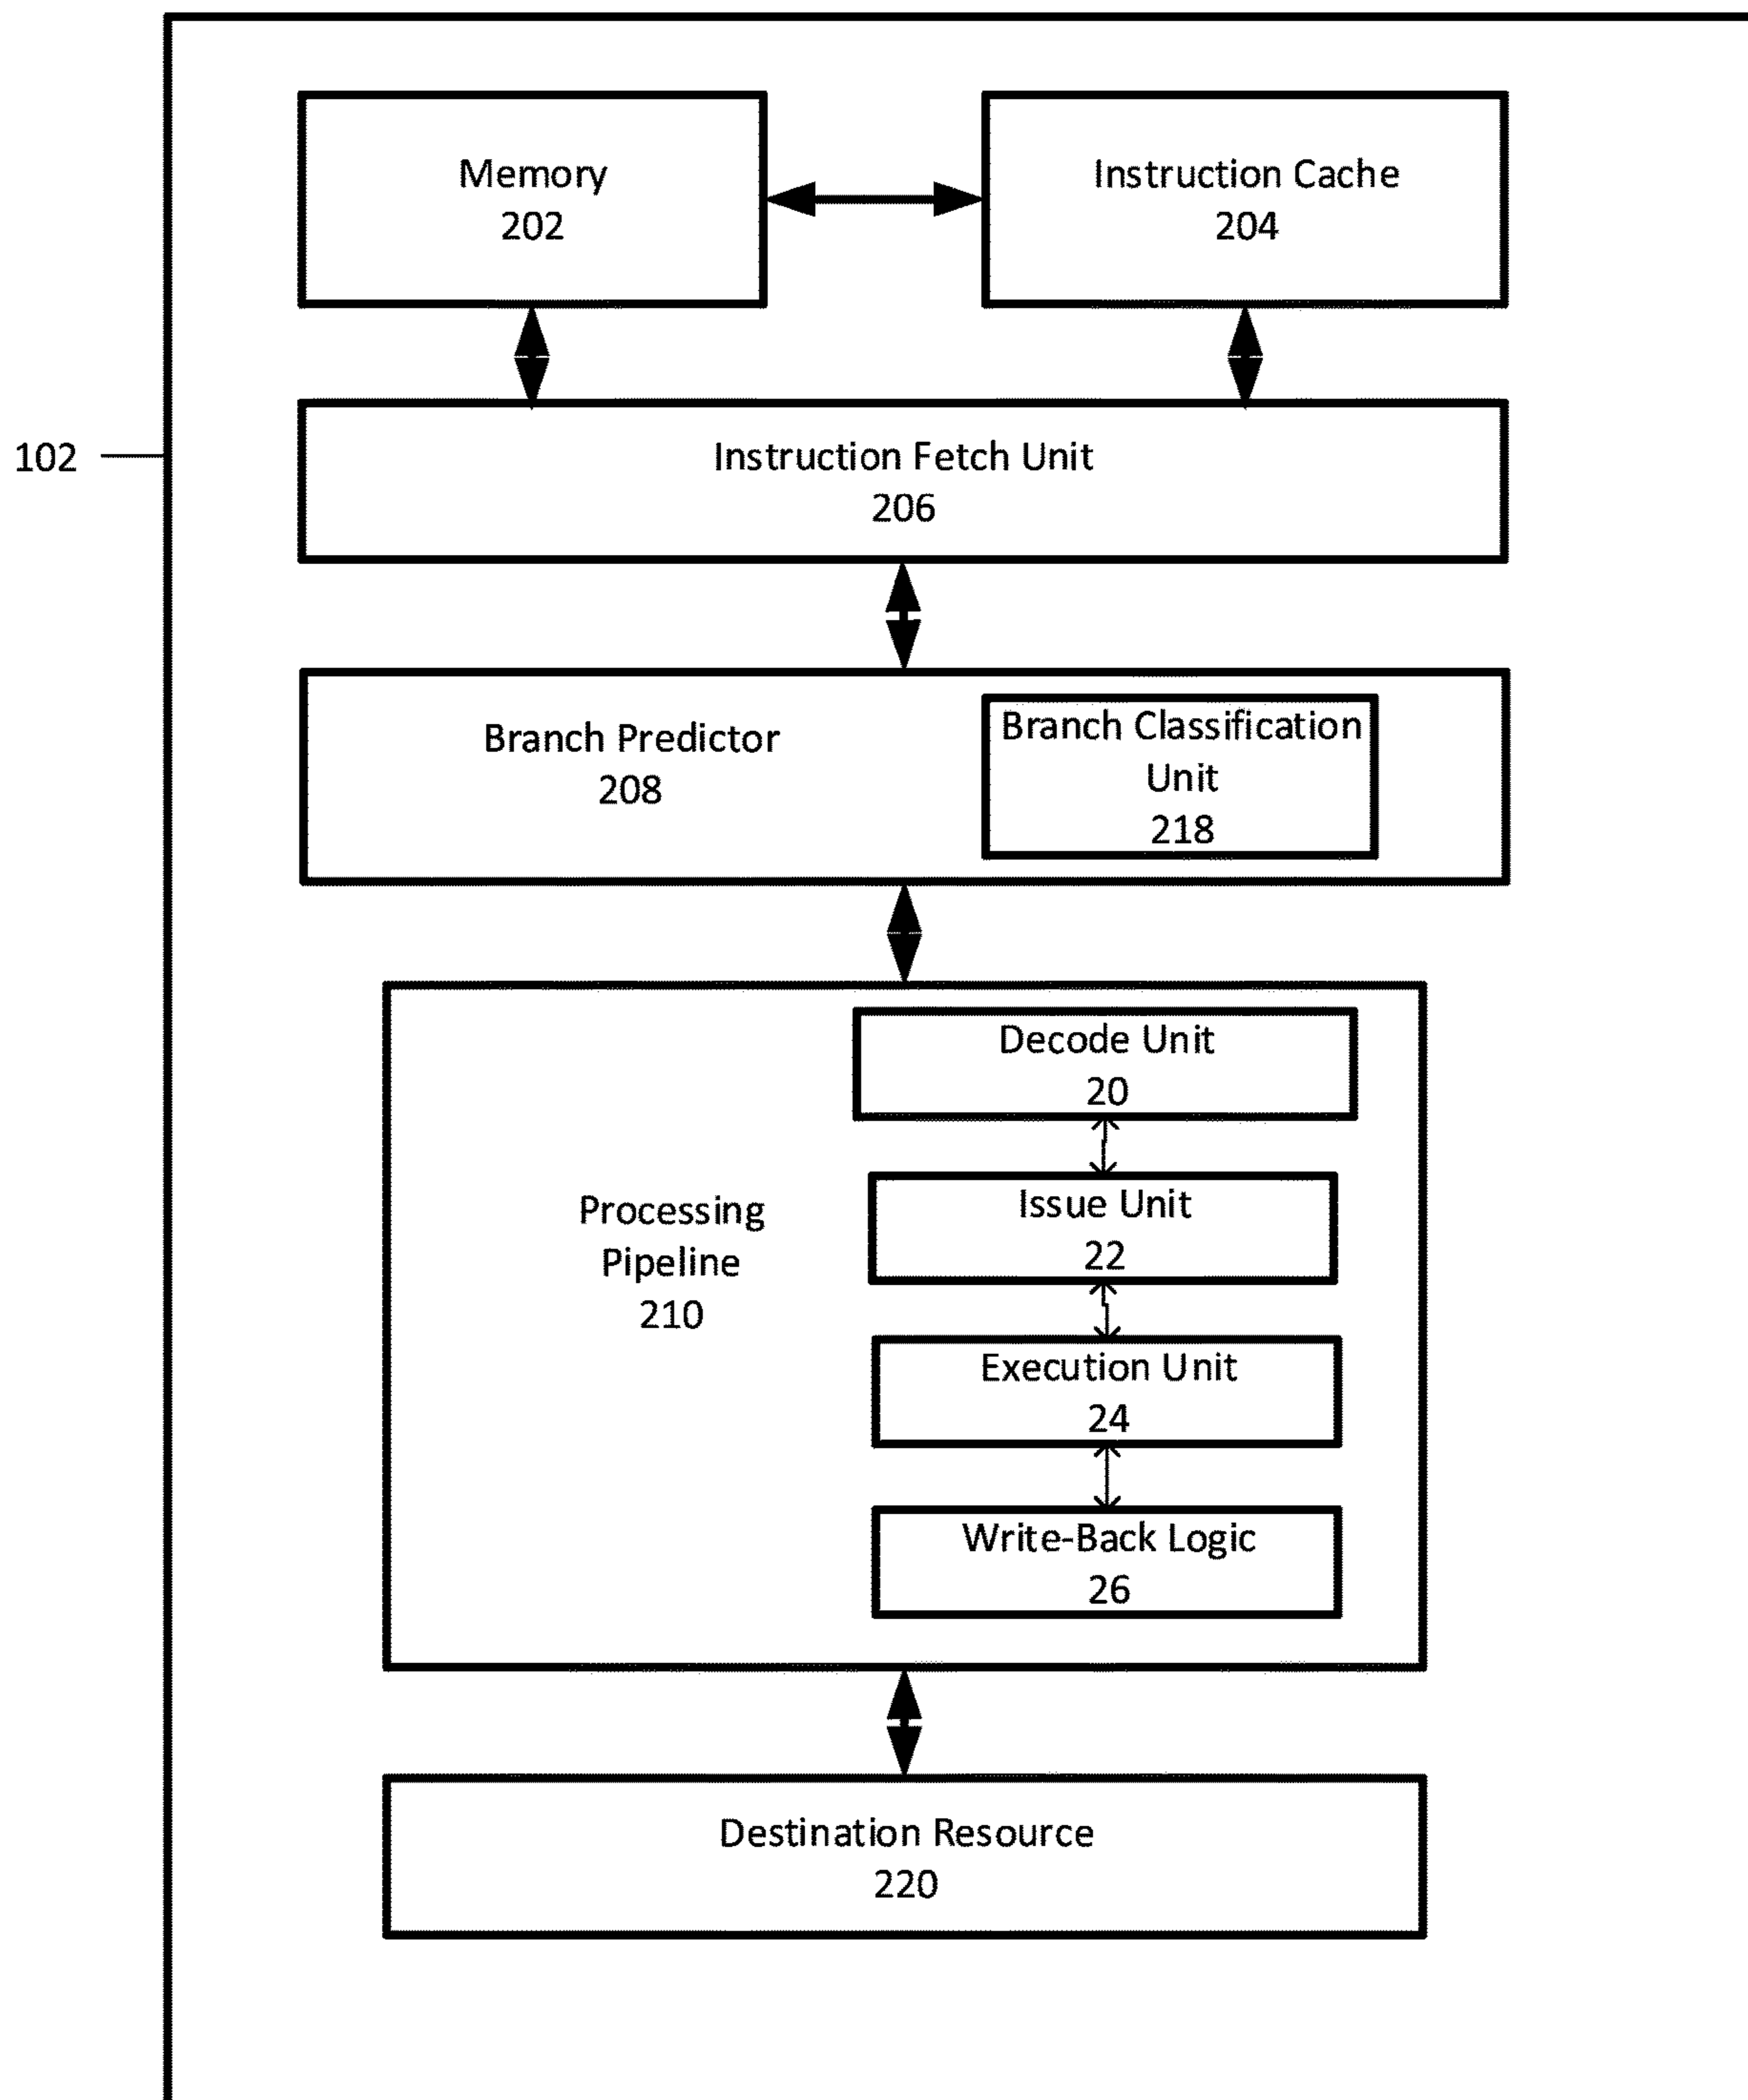 Memory
202
Instruction Cache
204
102
Instruction Fetch Unit
206
Branch Predictor
208
Branch Classification
Unit
218
Processing
Pipeline
210
Decode Unit
20
Issue Unit
22
Execution Unit
24
Write-Back Logic
26
Destination Resource
220